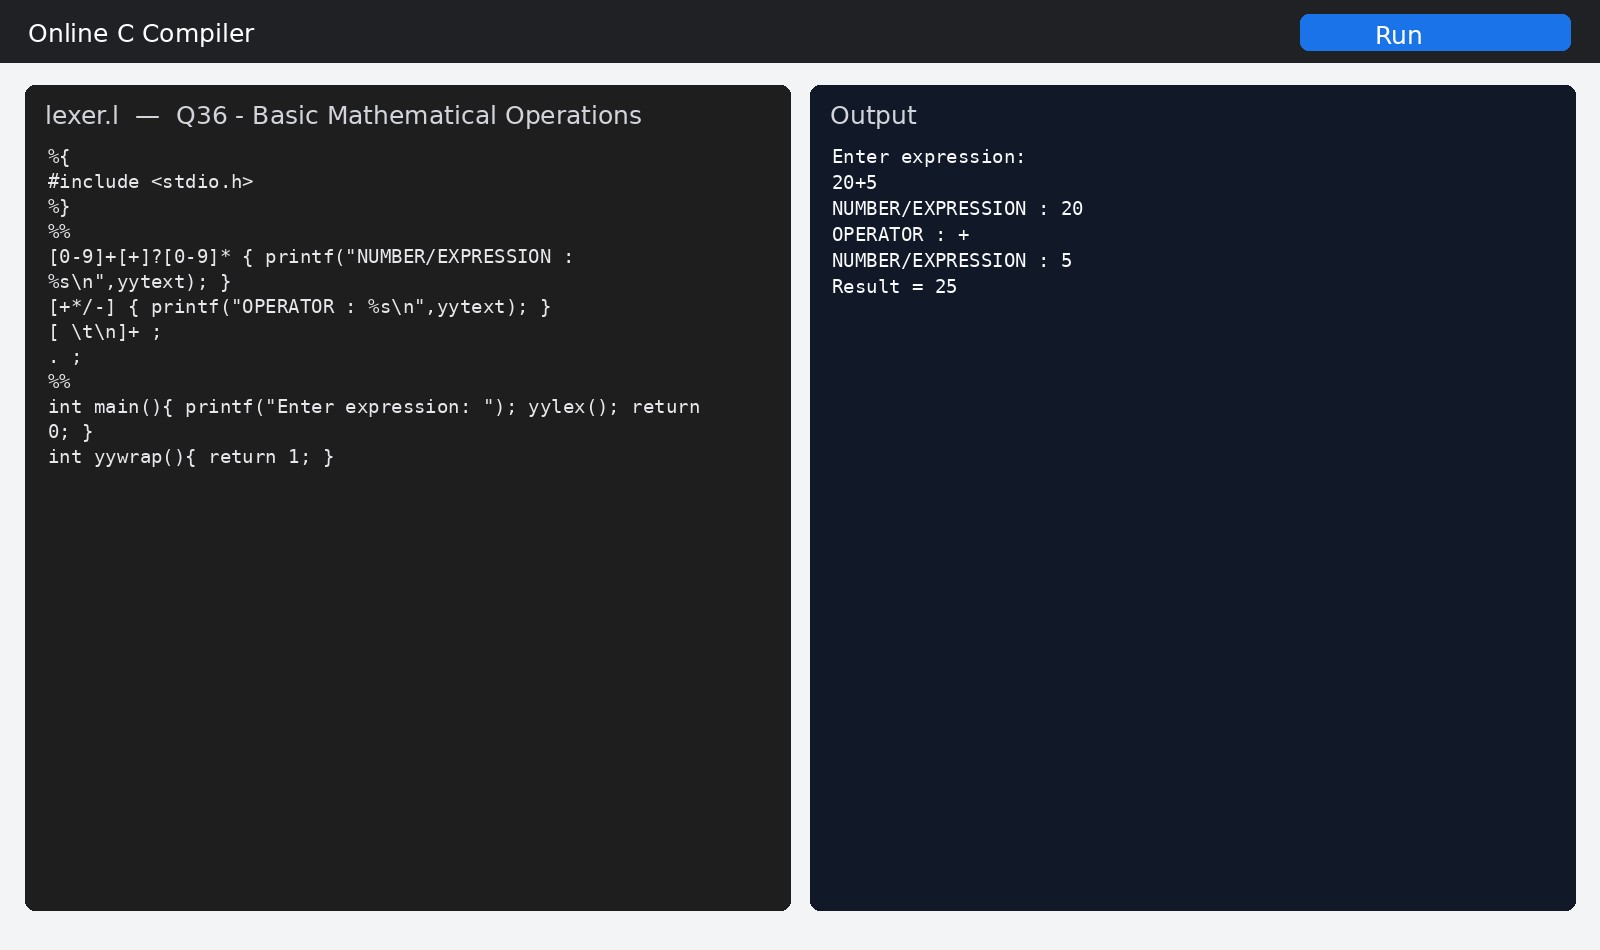 Online C Compiler
Run
lexer.l — Q36 - Basic Mathematical Operations
%{
#include <stdio.h>
%}
%%
[0-9]+[+]?[0-9]* { printf("NUMBER/EXPRESSION :
%s\n",yytext); }
[+*/-] { printf("OPERATOR : %s\n",yytext); }
[ \t\n]+ ;
. ;
%%
int main(){ printf("Enter expression: "); yylex(); return
0; }
int yywrap(){ return 1; }
Output
Enter expression:
20+5
NUMBER/EXPRESSION : 20
OPERATOR : +
NUMBER/EXPRESSION : 5
Result = 25